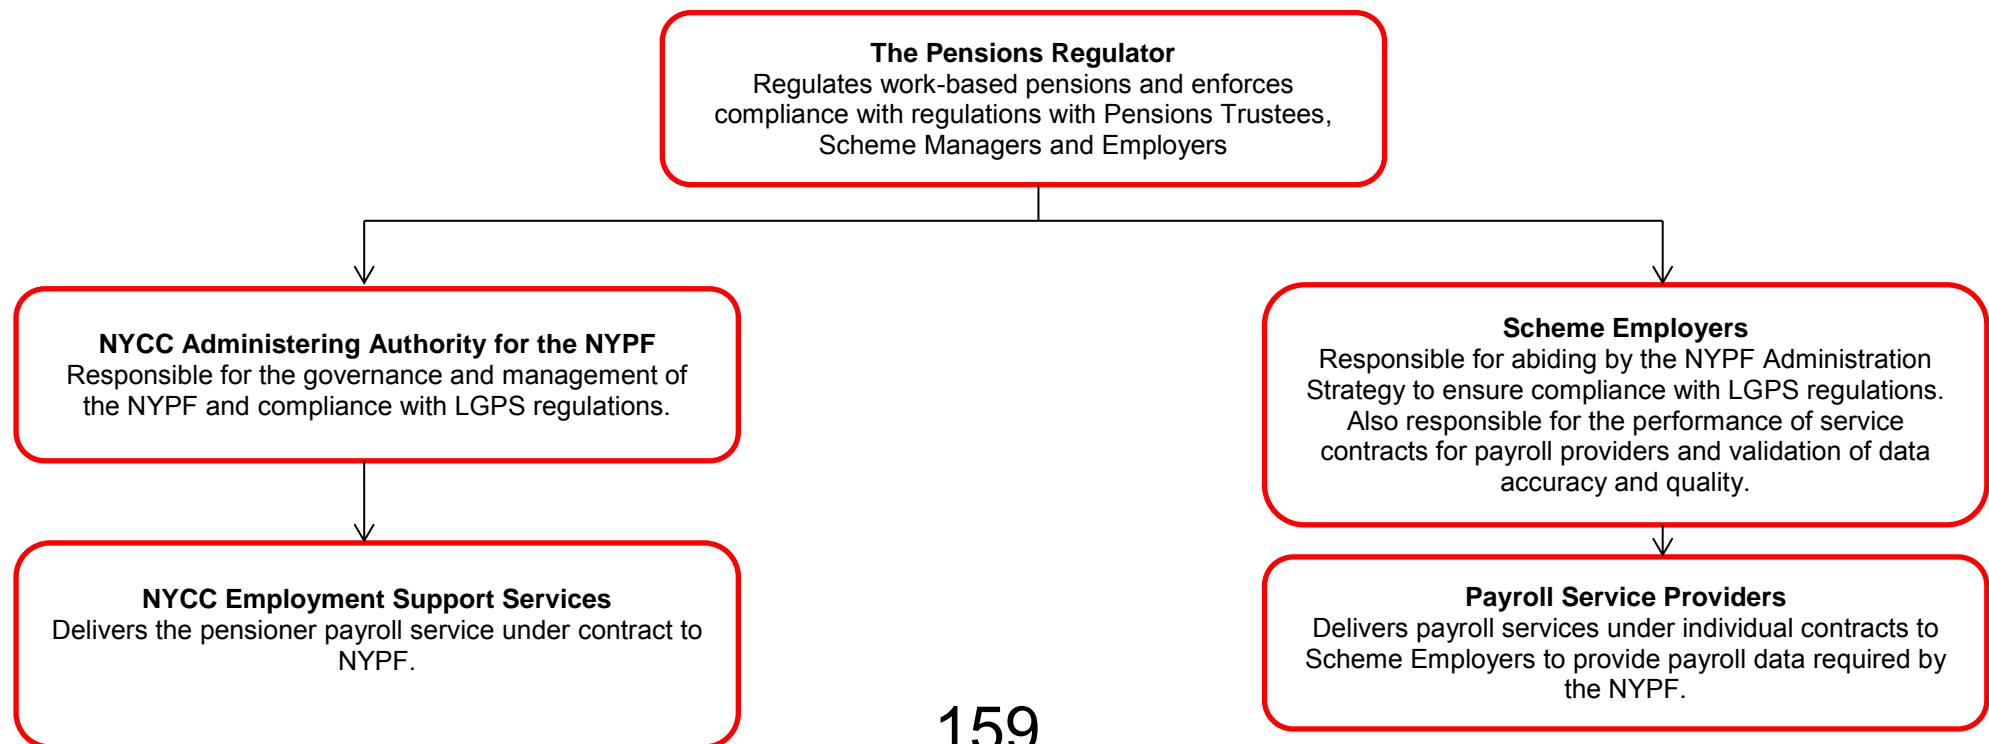 The Pensions Regulator
Regulates work-based pensions and enforces
compliance with regulations with Pensions Trustees,
Scheme Managers and Employers
NYCC Administering Authority for the NYPF
Responsible for the governance and management of
the NYPF and compliance with LGPS regulations.
Scheme Employers
Responsible for abiding by the NYPF Administration
Strategy to ensure compliance with LGPS regulations.
Also responsible for the performance of service
contracts for payroll providers and validation of data
accuracy and quality.
NYCC Employment Support Services
Delivers the pensioner payroll service under contract to
NYPF.
Payroll Service Providers
Delivers payroll services under individual contracts to
Scheme Employers to provide payroll data required by
the NYPF.
159